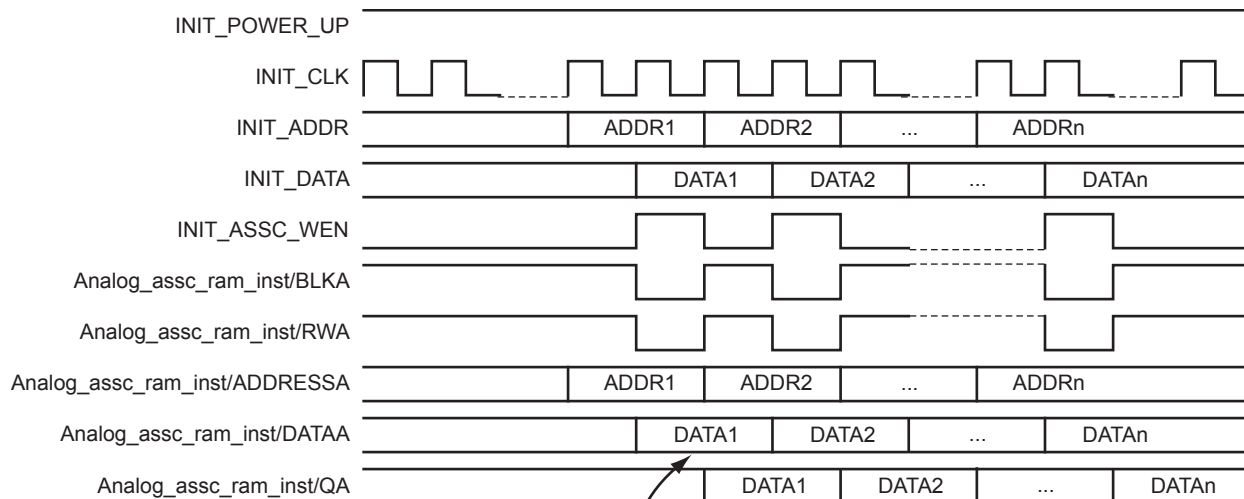 INIT_POWER_UP
INIT_CLK
INIT_ADDR ADDR1 ADDR2 ... ADDRn
INIT_DATA DATA1 DATA2 ... DATAn
INIT_ASSC_WEN
Analog_assc_ram_inst/BLKA
Analog_assc_ram_inst/RWA
Analog_assc_ram_inst/ADDRESSA ADDR1 ADDR2 ... ADDRn
Analog_assc_ram_inst/DATAA DATA1 DATA2 ... DATAn
Analog_assc_ram_inst/QA DATA1 DATA2 ... DATAn